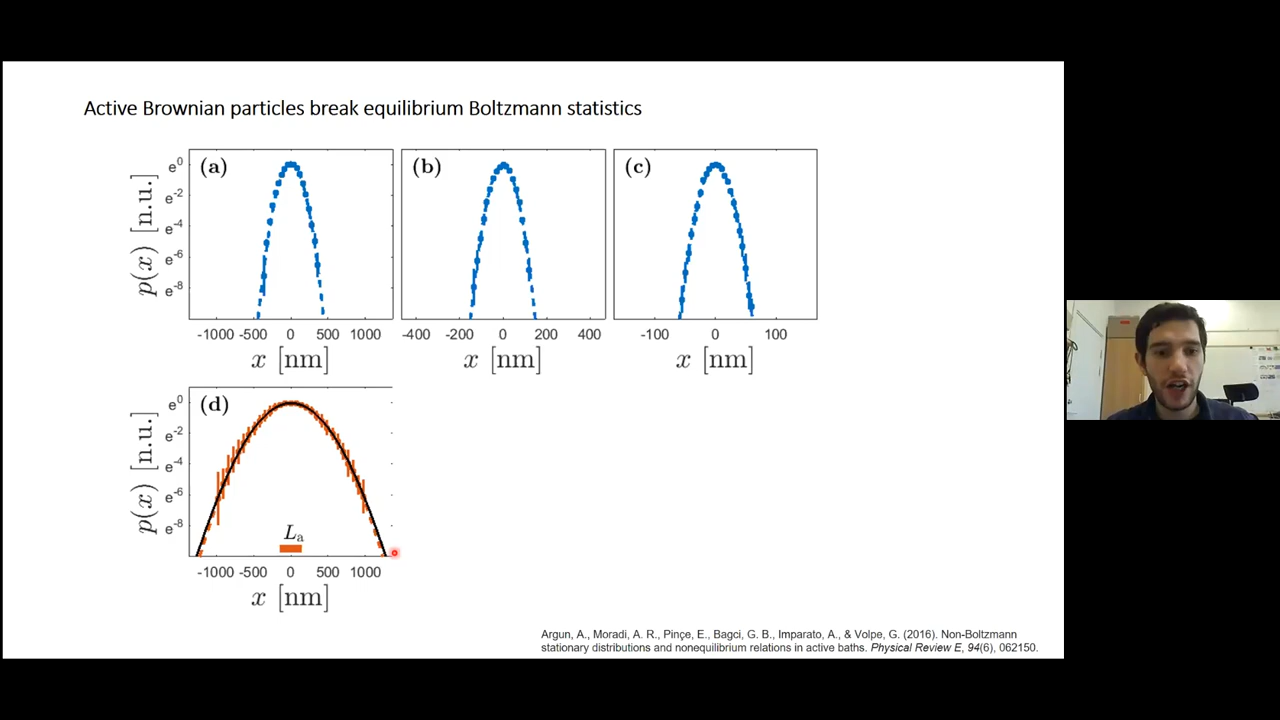 Active Brownian particles break equilibrium Boltzmann statistics
(a) (b) (c)
p(x) [n.u.]
e⁰
e⁻²
e⁻⁴
e⁻⁶
e⁻⁸
-1000 -500 0 500 1000
x [nm]
-400 -200 0 200 400
x [nm]
-100 0 100
x [nm]
(d)
p(x) [n.u.]
e⁰
e⁻²
e⁻⁴
e⁻⁶
e⁻⁸
Lₐ
-1000 -500 0 500 1000
x [nm]
Argun, A., Moradi, A. R., Pinçe, E., Bagci, G. B., Imparato, A., & Volpe, G. (2016). Non-Boltzmann
stationary distributions and nonequilibrium relations in active baths. Physical Review E, 94(6), 062150.